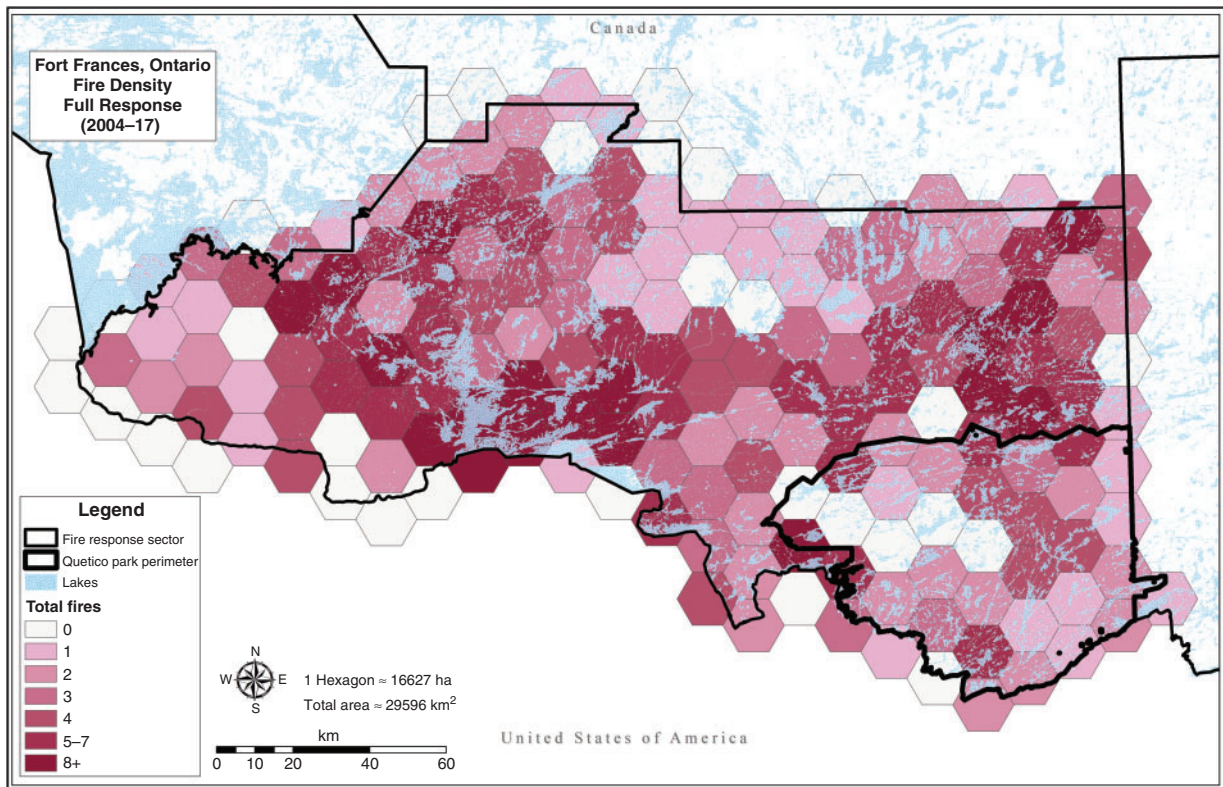 Canada
Fort Frances, Ontario
Fire Density
Full Response
(2004–17)
Legend
Fire response sector
Quetico park perimeter
Lakes
Total fires
0
1
2
3
4
5–7
8+
N
W E
S
1 Hexagon ≈ 16627 ha
Total area ≈ 29596 km²
km
0 10 20 40 60
United States of America